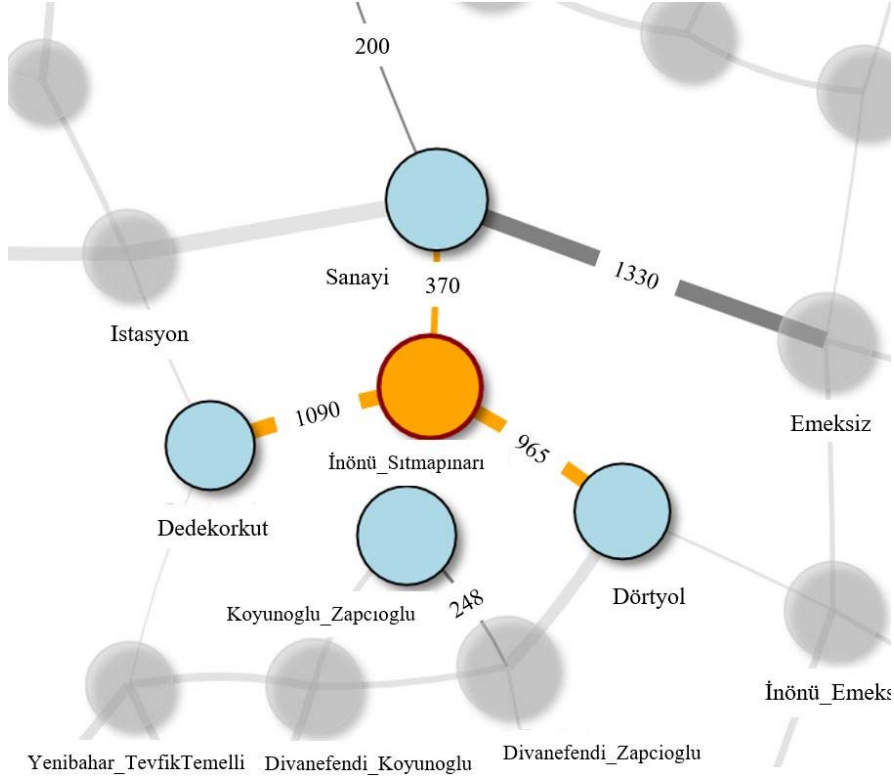 200
Sanayi
370
1330
Istasyon
1090
965
Emeksiz
İnönü_Sıtmapınarı
Dedekorkut
248
Koyunoglu_Zapcıoglu
Dörtyol
İnönü_Emeks
Yenibahar_TevfikTemelli
Divanefendi_Koyunoglu
Divanefendi_Zapcioglu